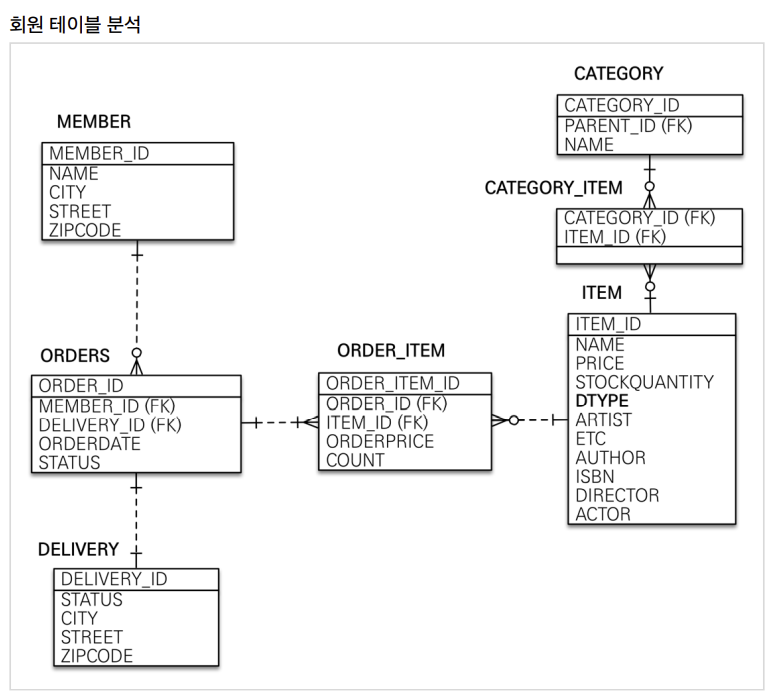 회원 테이블 분석
MEMBER
MEMBER_ID
NAME
CITY
STREET
ZIPCODE
CATEGORY
CATEGORY_ID
PARENT_ID (FK)
NAME
CATEGORY_ITEM
CATEGORY_ID (FK)
ITEM_ID (FK)
ORDERS
ORDER_ID
MEMBER_ID (FK)
DELIVERY_ID (FK)
ORDERDATE
STATUS
ORDER_ITEM
ORDER_ITEM_ID
ORDER_ID (FK)
ITEM_ID (FK)
ORDERPRICE
COUNT
ITEM
ITEM_ID
NAME
PRICE
STOCKQUANTITY
DTYPE
ARTIST
ETC
AUTHOR
ISBN
DIRECTOR
ACTOR
DELIVERY
DELIVERY_ID
STATUS
CITY
STREET
ZIPCODE